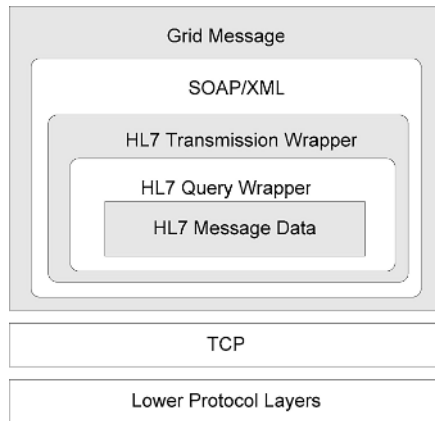 Grid Message
SOAP/XML
HL7 Transmission Wrapper
HL7 Query Wrapper
HL7 Message Data
TCP
Lower Protocol Layers